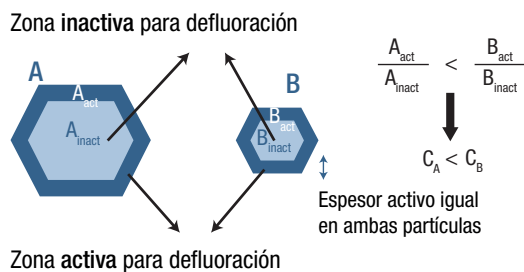 Zona inactiva para defluoración
A
A_act
A_inact
B
B_act
B_inact
A_act / A_inact < B_act / B_inact
C_A < C_B
Espesor activo igual
en ambas partículas
Zona activa para defluoración